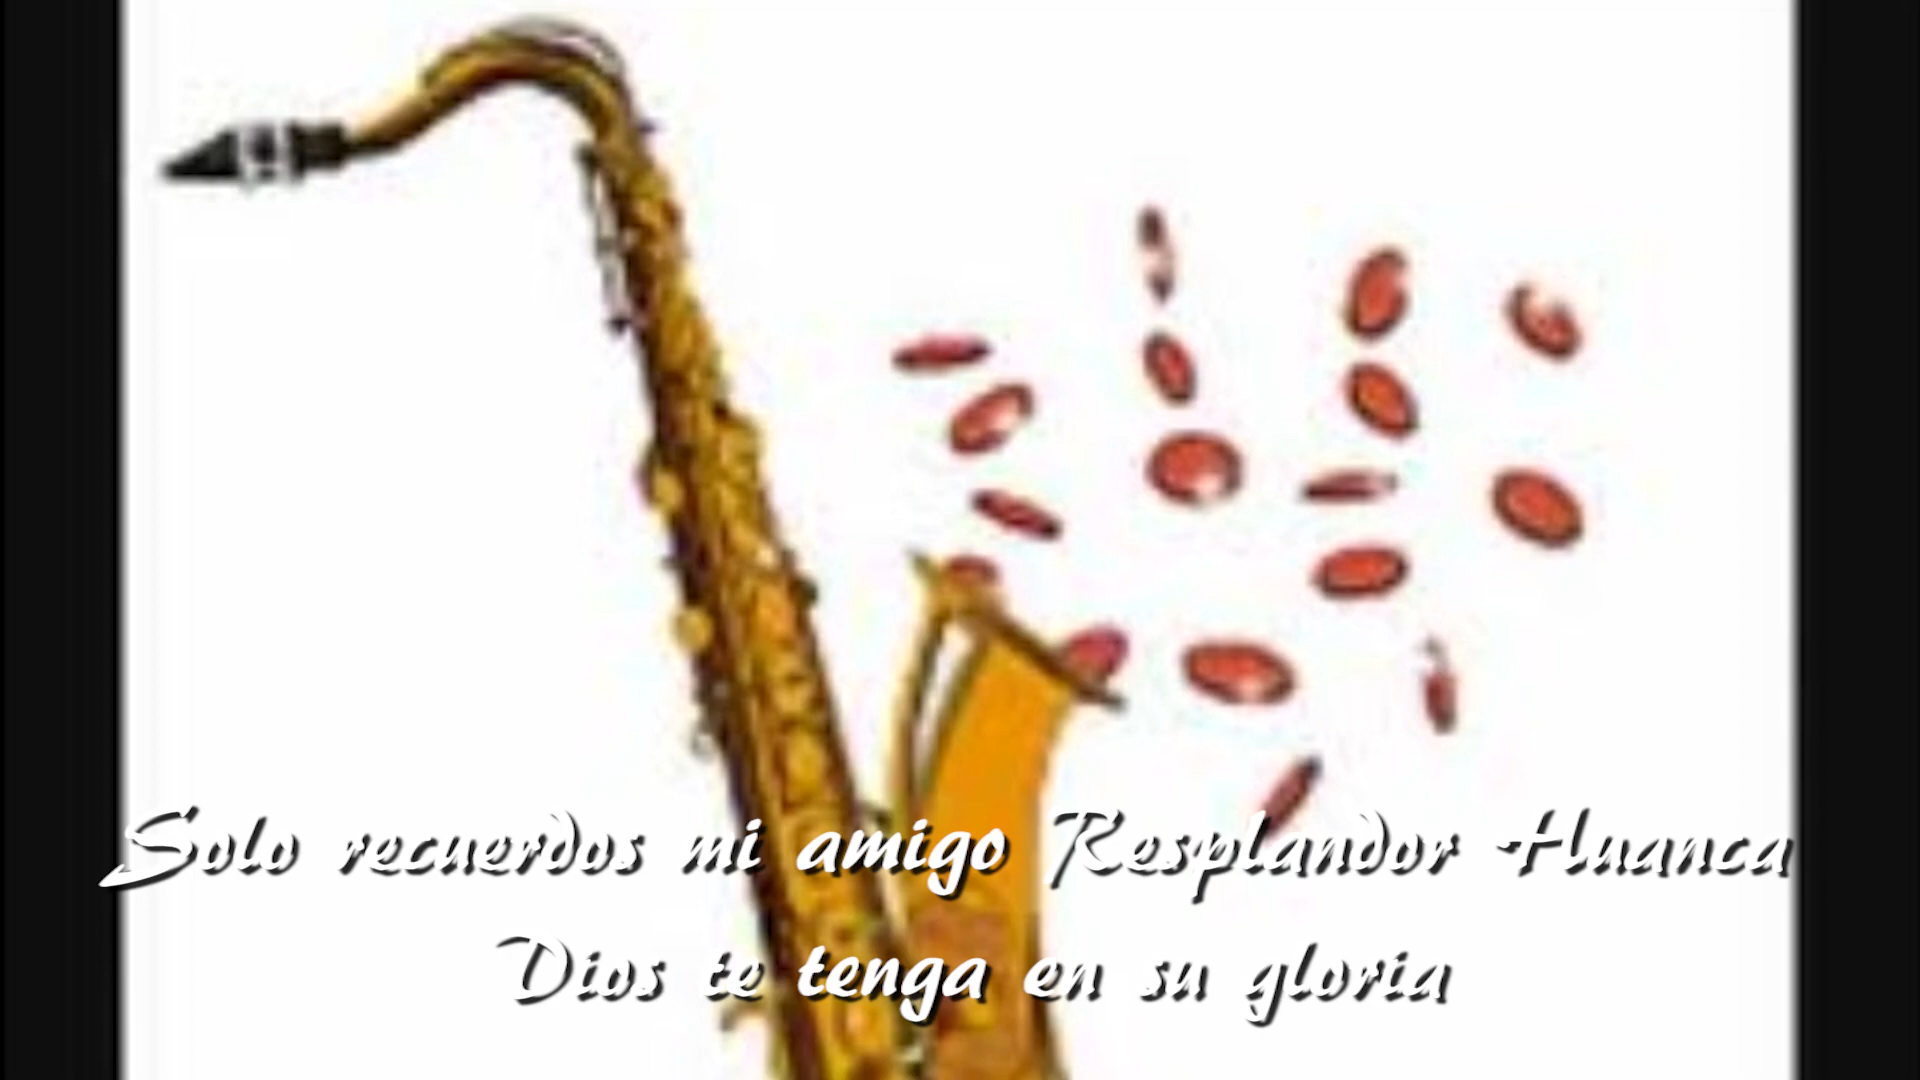 Solo recuerdos mi amigo Resplandor Huanca
Dios te tenga en su gloria